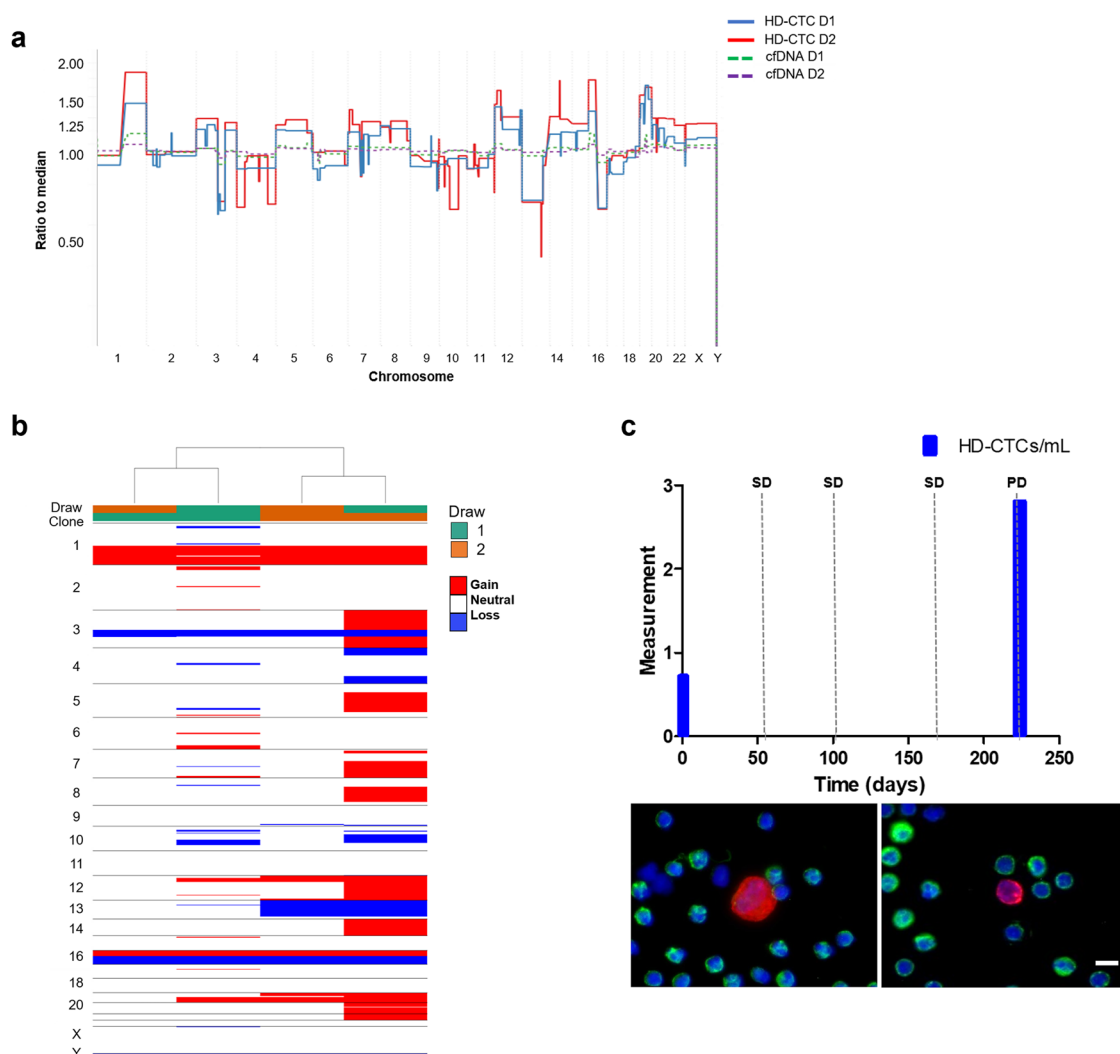 a
HD-CTC D1
HD-CTC D2
cfDNA D1
cfDNA D2
2.00
1.50
1.25
1.00
0.50
Ratio to median
1 2 3 4 5 6 7 8 9 10 11 12 14 16 18 20 22 X Y
Chromosome
b
Draw
Clone
1
2
3
4
5
6
7
8
9
10
11
12
13
14
16
18
20
X
Y
Draw
1
2
Gain
Neutral
Loss
c
HD-CTCs/mL
SD SD SD PD
3
2
1
0
Measurement
0 50 100 150 200 250
Time (days)